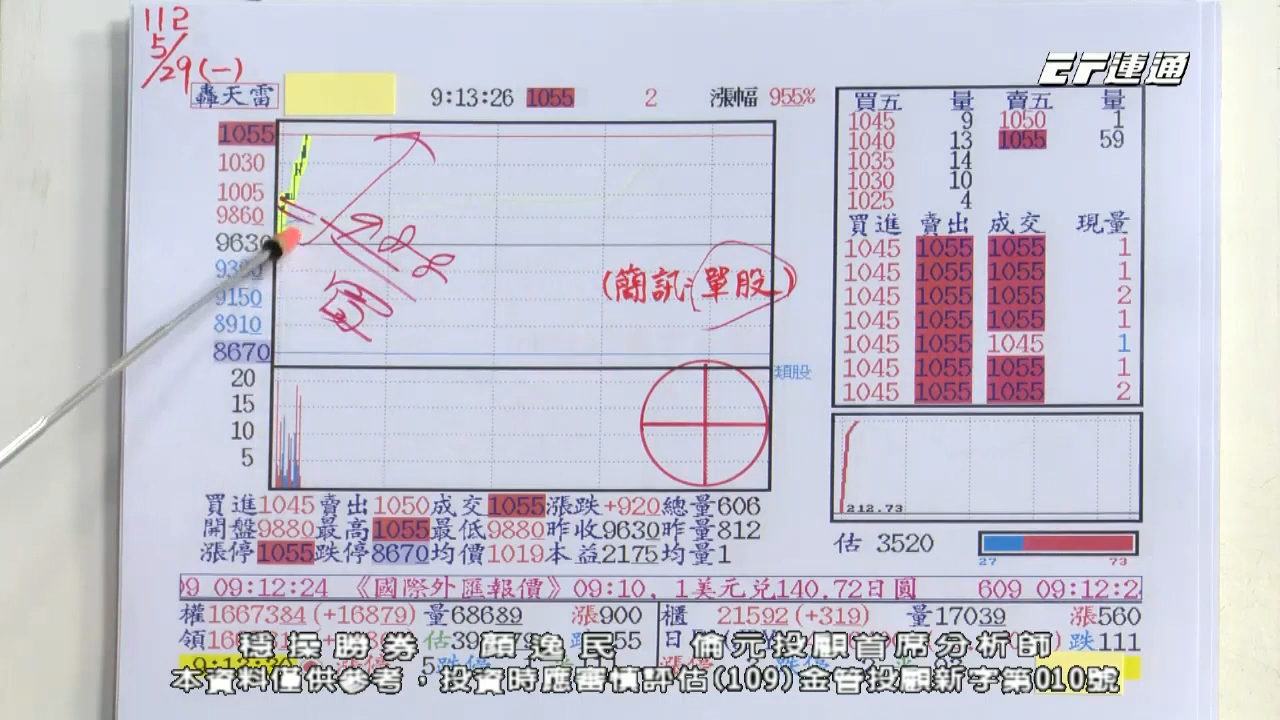 112
5/
/29(一)
EF運通
轟天雷
9:13:26 1055 2 漲幅 955%
1055
1030
1005
9860
9630
9150
8910
8670
20
15
10
5
(簡訊:單股)
類股
買五 量 賣五 量
1045 9 1050 1
1040 13 1055 59
1035 14
1030 10
1025 4
買進 賣出 成交 現量
1045 1055 1055 1
1045 1055 1055 1
1045 1055 1055 2
1045 1055 1055 1
1045 1055 1045 1
1045 1055 1055 1
1045 1055 1055 2
212.73
估 3520
27 73
買進1045賣出1050成交1055漲跌+920總量606
開盤9880最高1055最低9880昨收9630昨量812
漲停1055跌停8670均價1019本益2175均量1
09 09:12:24 《國際外匯報價》09:10, 1美元兌140.72日圓 609 09:12:2
權1667384(+16879) 量68689 漲900
櫃 21592(+319) 量17039 漲560
跌111
穩操勝券 顏逸民 倫元投顧首席分析師
本資料僅供參考,投資時應審慎評估(109)金管投顧新字第010號